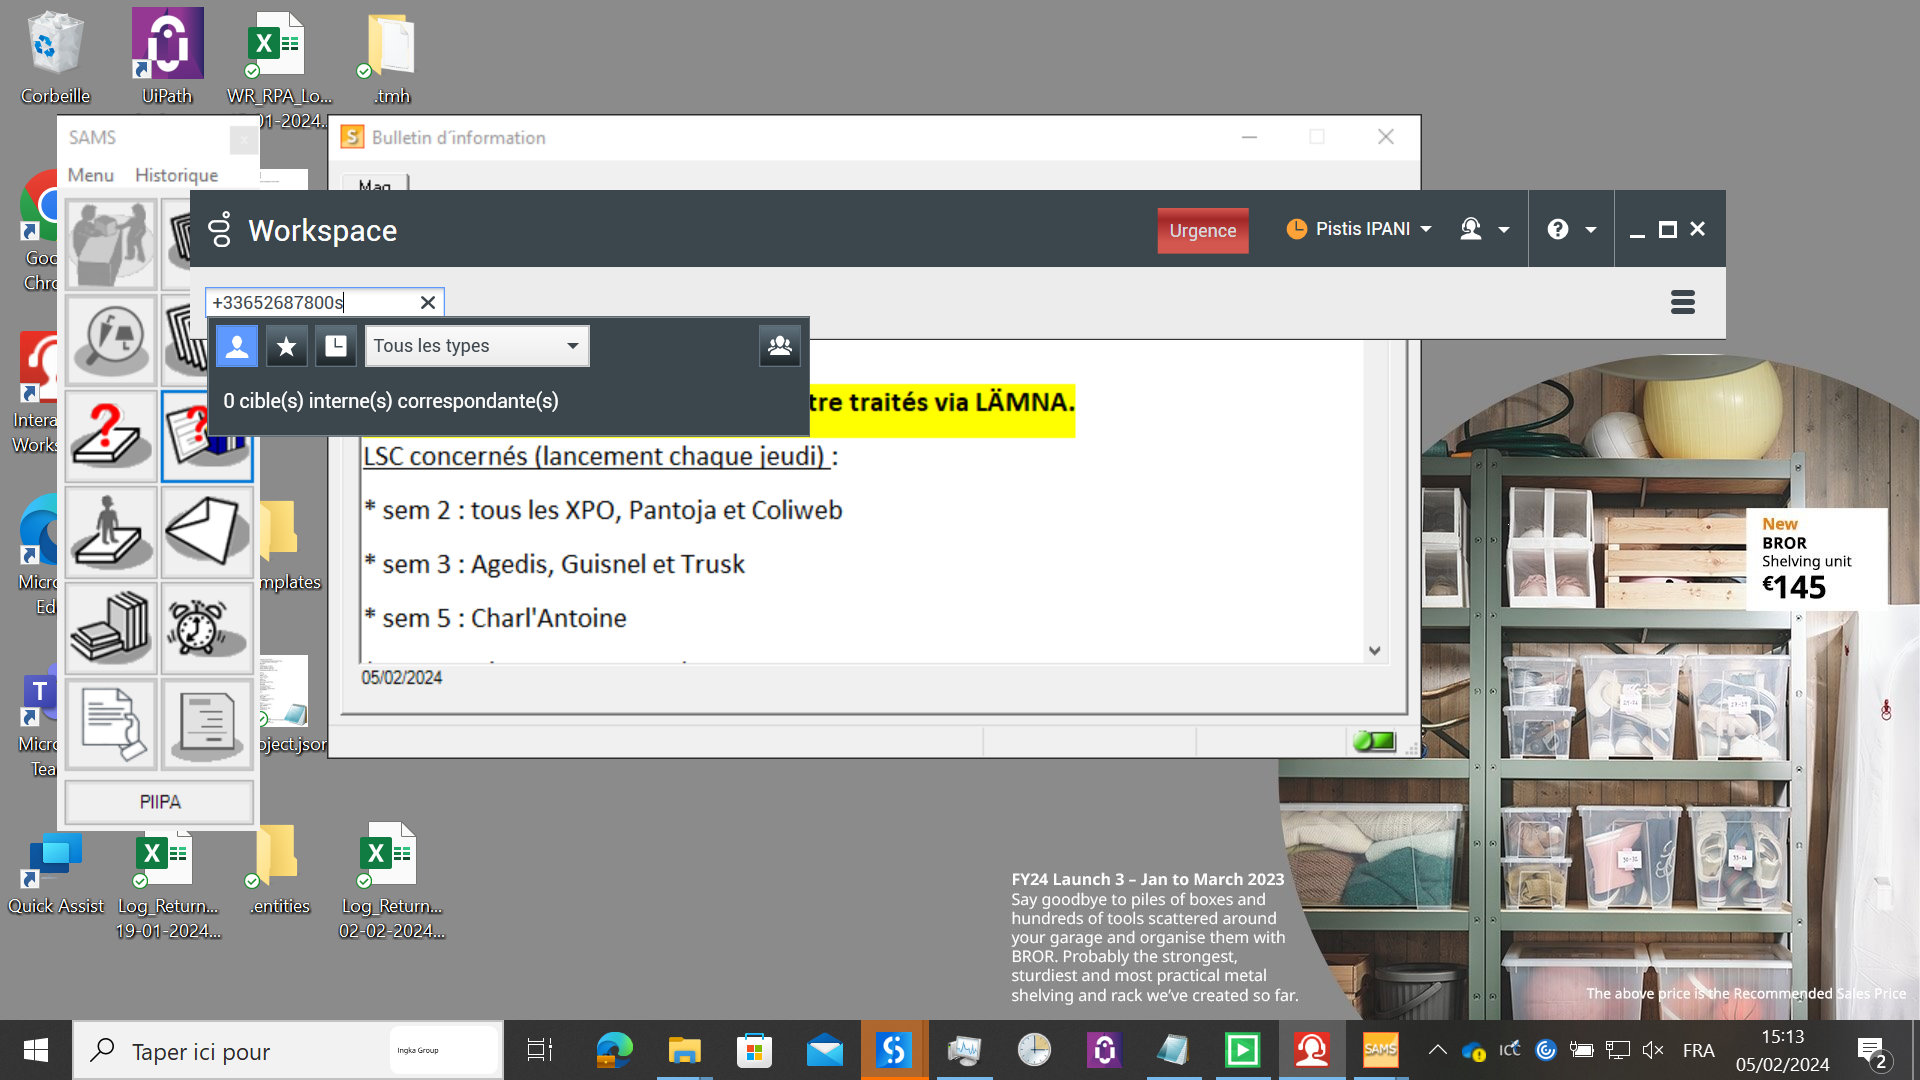 Corbeille
UiPath
WR_RPA_Lo...
01-2024...
.tmh
SAMS
Menu Historique
Bulletin d´information
Mag
Workspace
Urgence
Pistis IPANI
+33652687800s
Tous les types
0 cible(s) interne(s) correspondante(s)
tre traités via LÄMNA.
LSC concernés (lancement chaque jeudi) :
* sem 2 : tous les XPO, Pantoja et Coliweb
* sem 3 : Agedis, Guisnel et Trusk
* sem 5 : Charl'Antoine
05/02/2024
Goo
Chro
Intera
Works
Micro
Ed
mplates
Micro
Tea
oject.json
PIIPA
Quick Assist
Log_Return...
19-01-2024...
.entities
Log_Return...
02-02-2024...
New
BROR
Shelving unit
€145
FY24 Launch 3 – Jan to March 2023
Say goodbye to piles of boxes and
hundreds of tools scattered around
your garage and organise them with
BROR. Probably the strongest,
sturdiest and most practical metal
shelving and rack we've created so far.
The above price is the Recommended Sales Price
Taper ici pour
Ingka Group
SAMS
ICC
FRA
15:13
05/02/2024
2